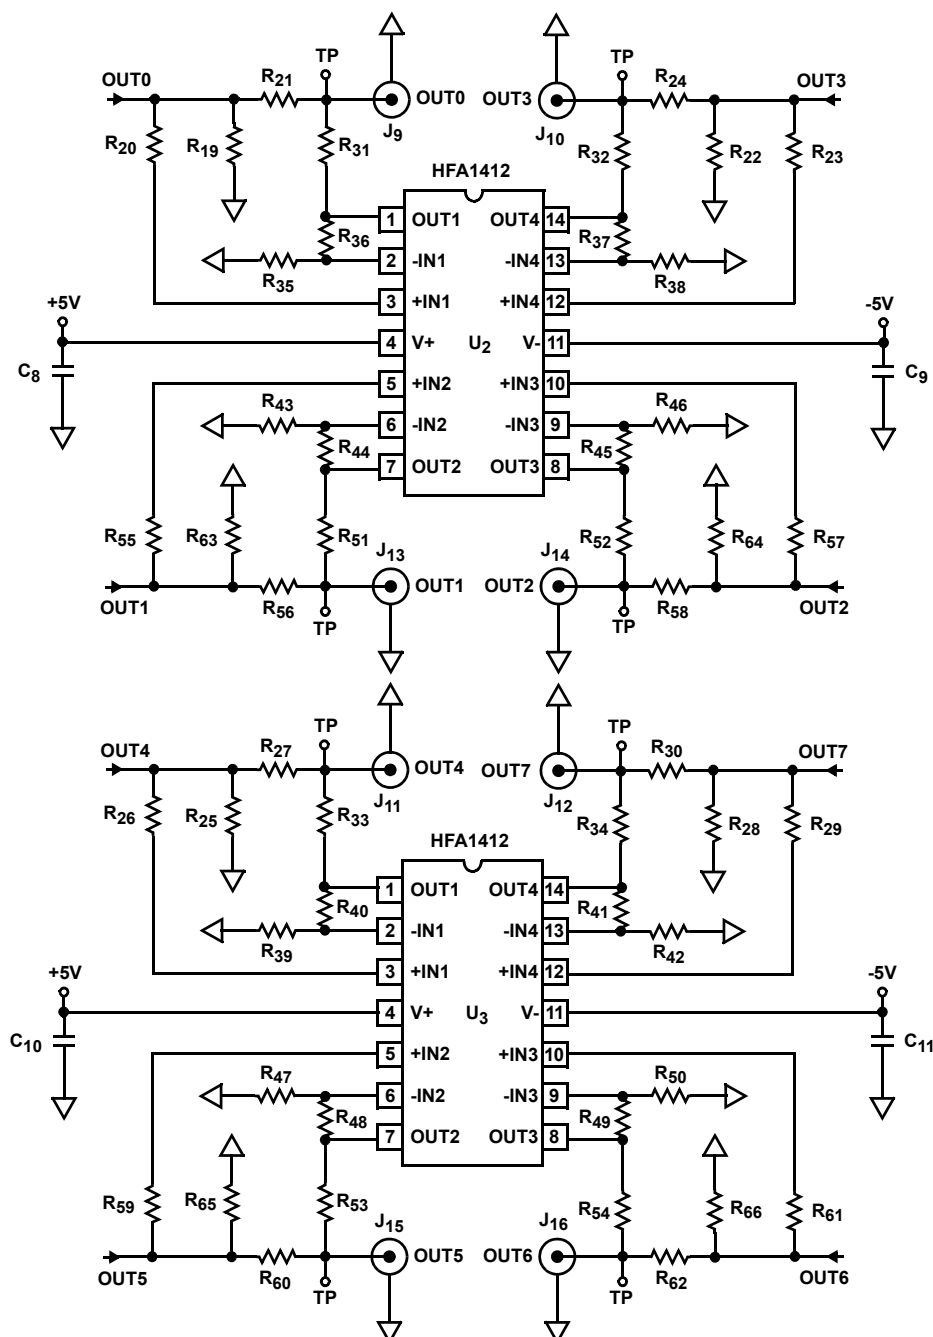 TP TP
OUT0 R21 OUT0 OUT3 R24 OUT3
J9 J10
R20 R19 R31 R32 R22 R23
HFA1412
1 OUT1 OUT4 14
R36 R37
2 -IN1 -IN4 13
R35 R38
3 +IN1 +IN4 12
+5V -5V
4 V+ U2 V- 11
C8 C9
5 +IN2 +IN3 10
R43 R46
6 -IN2 -IN3 9
R44 R45
7 OUT2 OUT3 8
R55 R63 R51 R52 R64 R57
J13 J14
OUT1 R56 OUT1 OUT2 R58 OUT2
TP TP
TP TP
OUT4 R27 OUT4 OUT7 R30 OUT7
J11 J12
R26 R25 R33 R34 R28 R29
HFA1412
1 OUT1 OUT4 14
R40 R41
2 -IN1 -IN4 13
R39 R42
3 +IN1 +IN4 12
+5V -5V
4 V+ U3 V- 11
C10 C11
5 +IN2 +IN3 10
R47 R50
6 -IN2 -IN3 9
R48 R49
7 OUT2 OUT3 8
R59 R65 R53 R54 R66 R61
J15 J16
OUT5 R60 OUT5 OUT6 R62 OUT6
TP TP